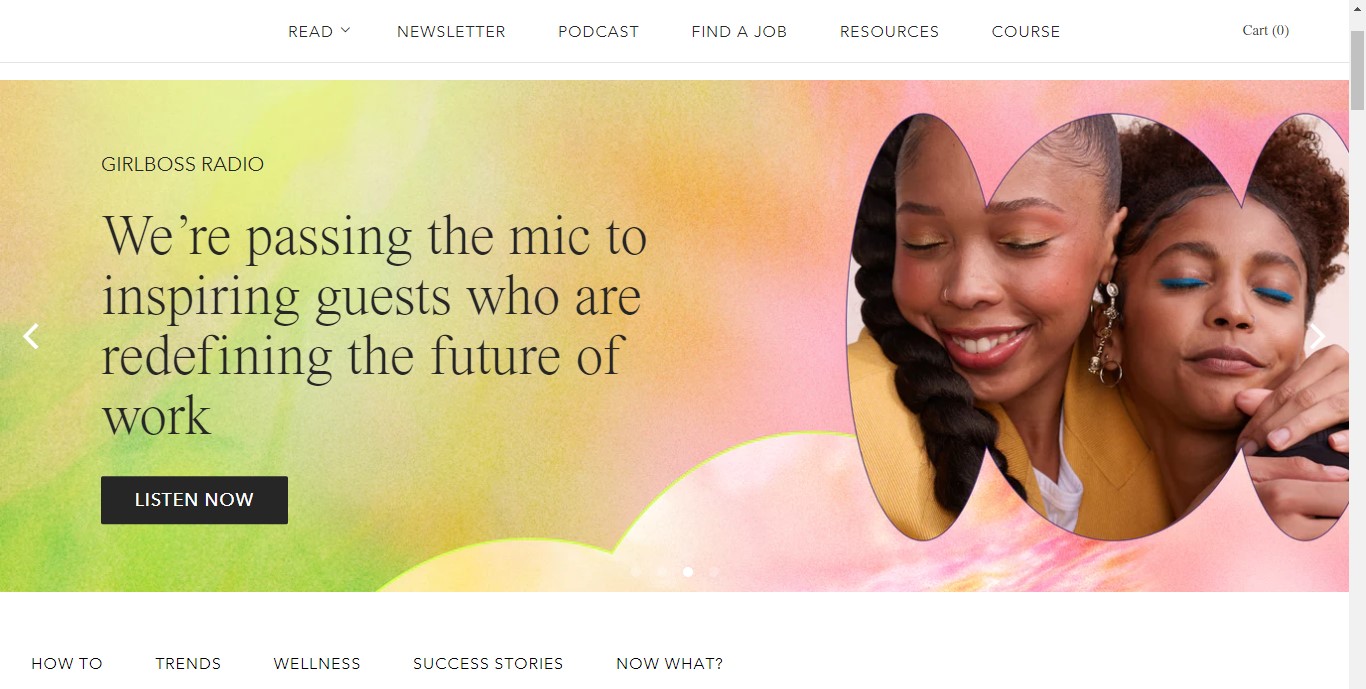 READ
NEWSLETTER
PODCAST
FIND A JOB
RESOURCES
COURSE
Cart (0)
GIRLBOSS RADIO
We’re passing the mic to
inspiring guests who are
redefining the future of
work
LISTEN NOW
HOW TO
TRENDS
WELLNESS
SUCCESS STORIES
NOW WHAT?